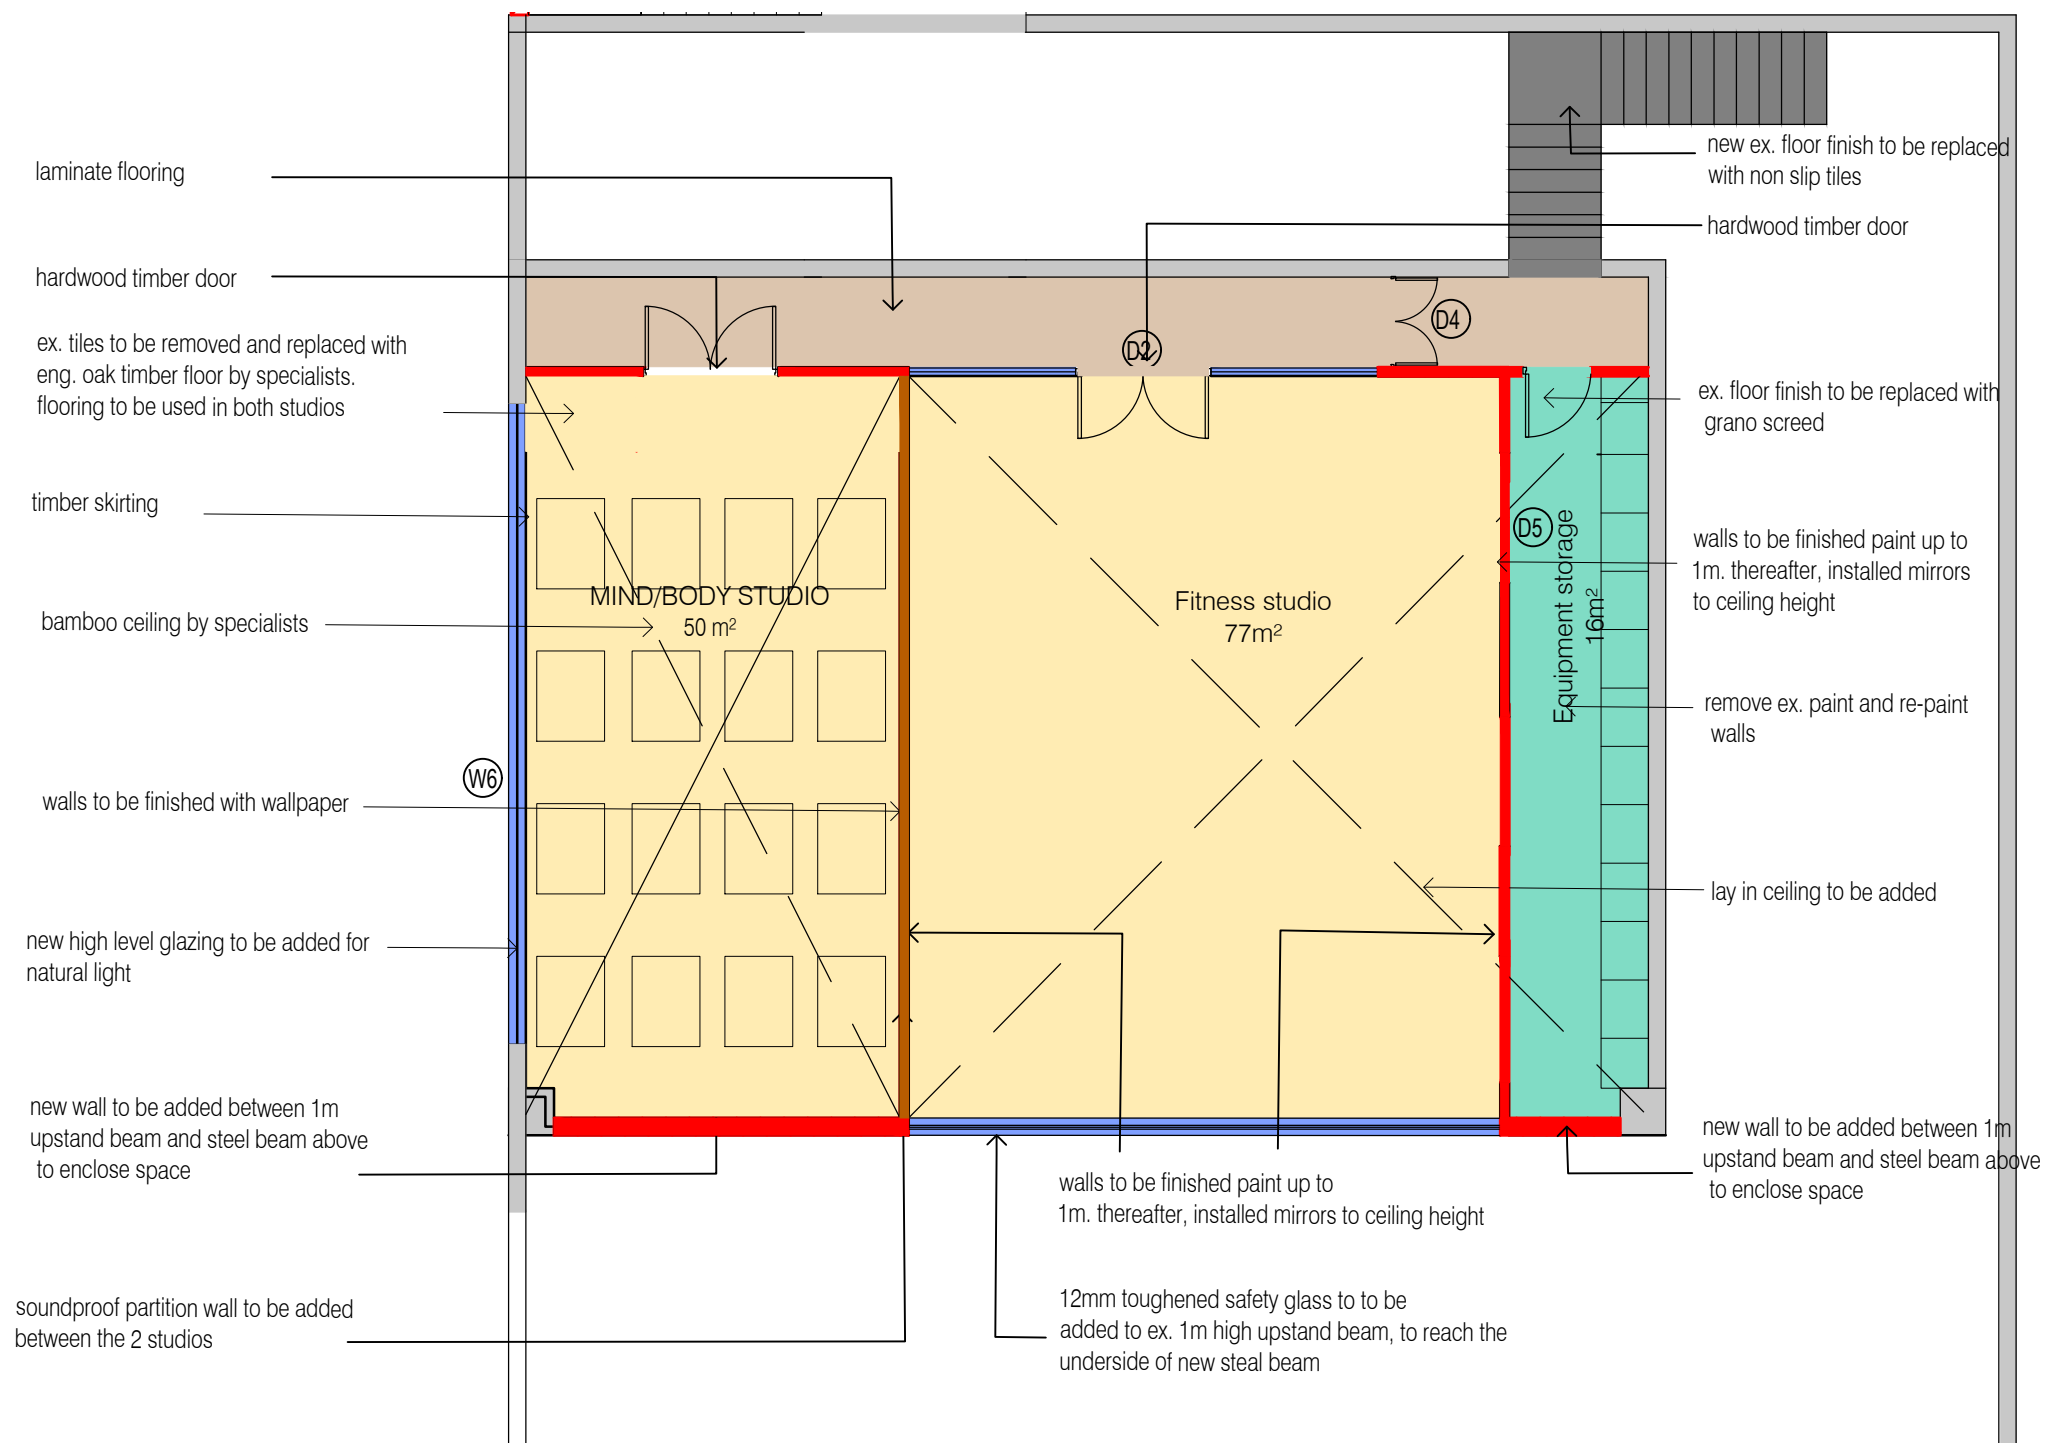 laminate flooring
hardwood timber door
ex. tiles to be removed and replaced with
eng. oak timber floor by specialists.
flooring to be used in both studios
timber skirting
bamboo ceiling by specialists
W6
walls to be finished with wallpaper
new high level glazing to be added for
natural light
new wall to be added between 1m
upstand beam and steel beam above
to enclose space
soundproof partition wall to be added
between the 2 studios
MIND/BODY STUDIO
50 m²
D2
Fitness studio
77m²
D4
D5
Equipment storage
16m²
walls to be finished paint up to
1m. thereafter, installed mirrors to ceiling height
12mm toughened safety glass to to be
added to ex. 1m high upstand beam, to reach the
underside of new steal beam
new ex. floor finish to be replaced
with non slip tiles
hardwood timber door
ex. floor finish to be replaced with
grano screed
walls to be finished paint up to
1m. thereafter, installed mirrors
to ceiling height
remove ex. paint and re-paint
walls
lay in ceiling to be added
new wall to be added between 1m
upstand beam and steel beam above
to enclose space